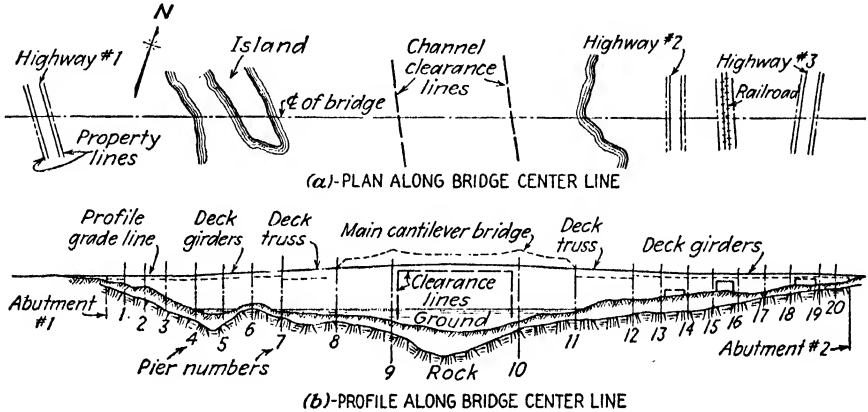 N
Highway #1
Island
Channel
clearance
lines
Highway #2
Highway #3
Railroad
℄ of bridge
Property
lines
(a)-PLAN ALONG BRIDGE CENTER LINE
Profile
grade line
Deck
girders
Deck
truss
Main cantilever bridge
Deck
truss
Deck girders
Clearance
lines
Ground
Abutment
#1
1 2 3 4 5 6 7 8 9 10 11 12 13 14 15 16 17 18 19 20
Pier numbers
Rock
Abutment #2
(b)-PROFILE ALONG BRIDGE CENTER LINE